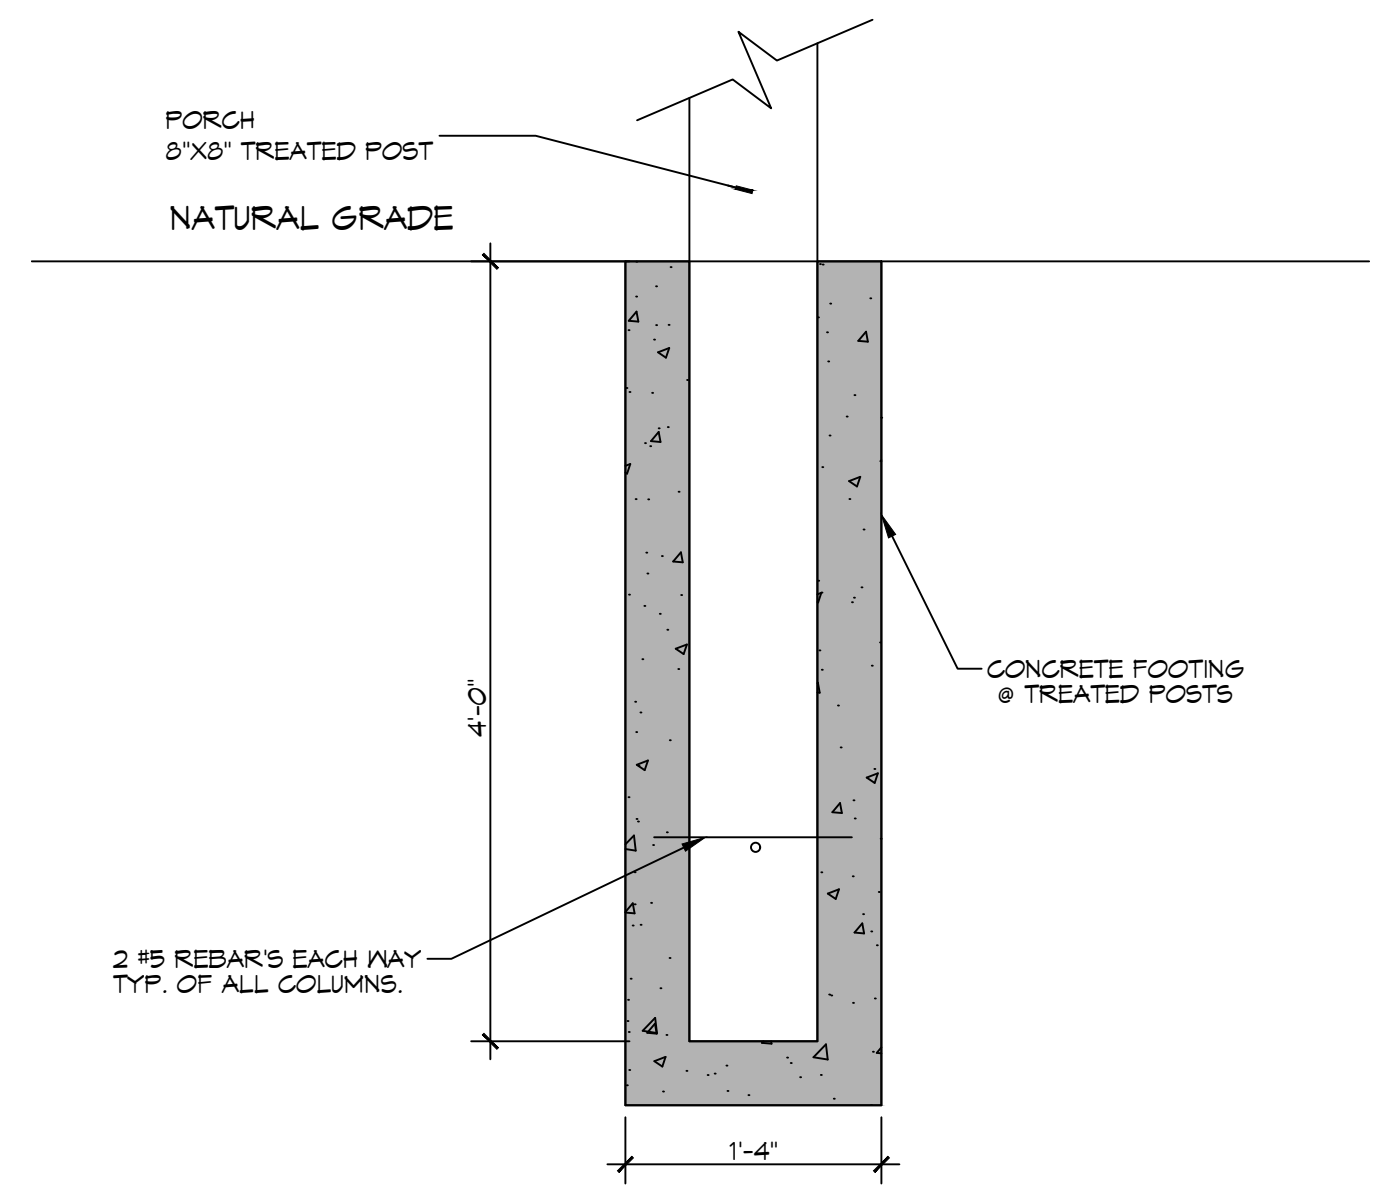 PORCH
8"X8" TREATED POST
NATURAL GRADE
4'-0"
CONCRETE FOOTING
@ TREATED POSTS
2 #5 REBAR'S EACH WAY
TYP. OF ALL COLUMNS.
1'-4"